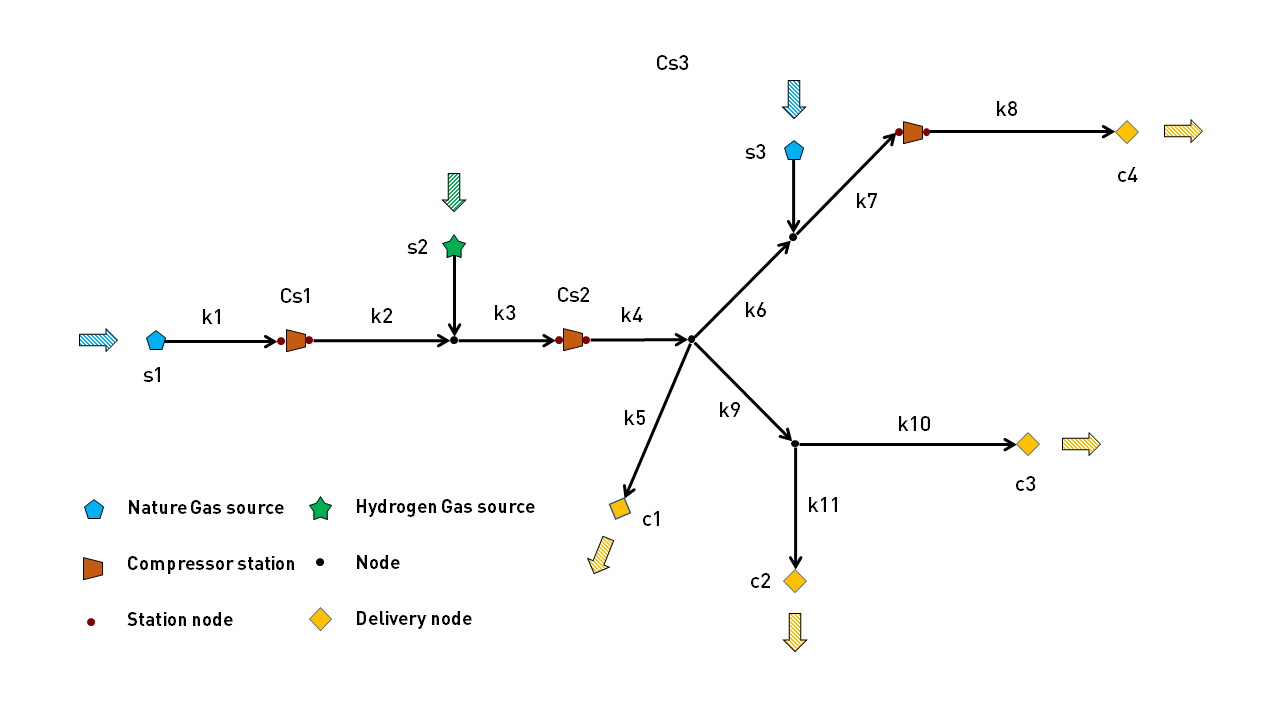 Cs3
k8
s3
c4
k7
s2
Cs1
Cs2
k1
k2
k3
k4
k6
s1
k5
k9
k10
c3
Nature Gas source
Hydrogen Gas source
c1
k11
Compressor station
Node
c2
Station node
Delivery node